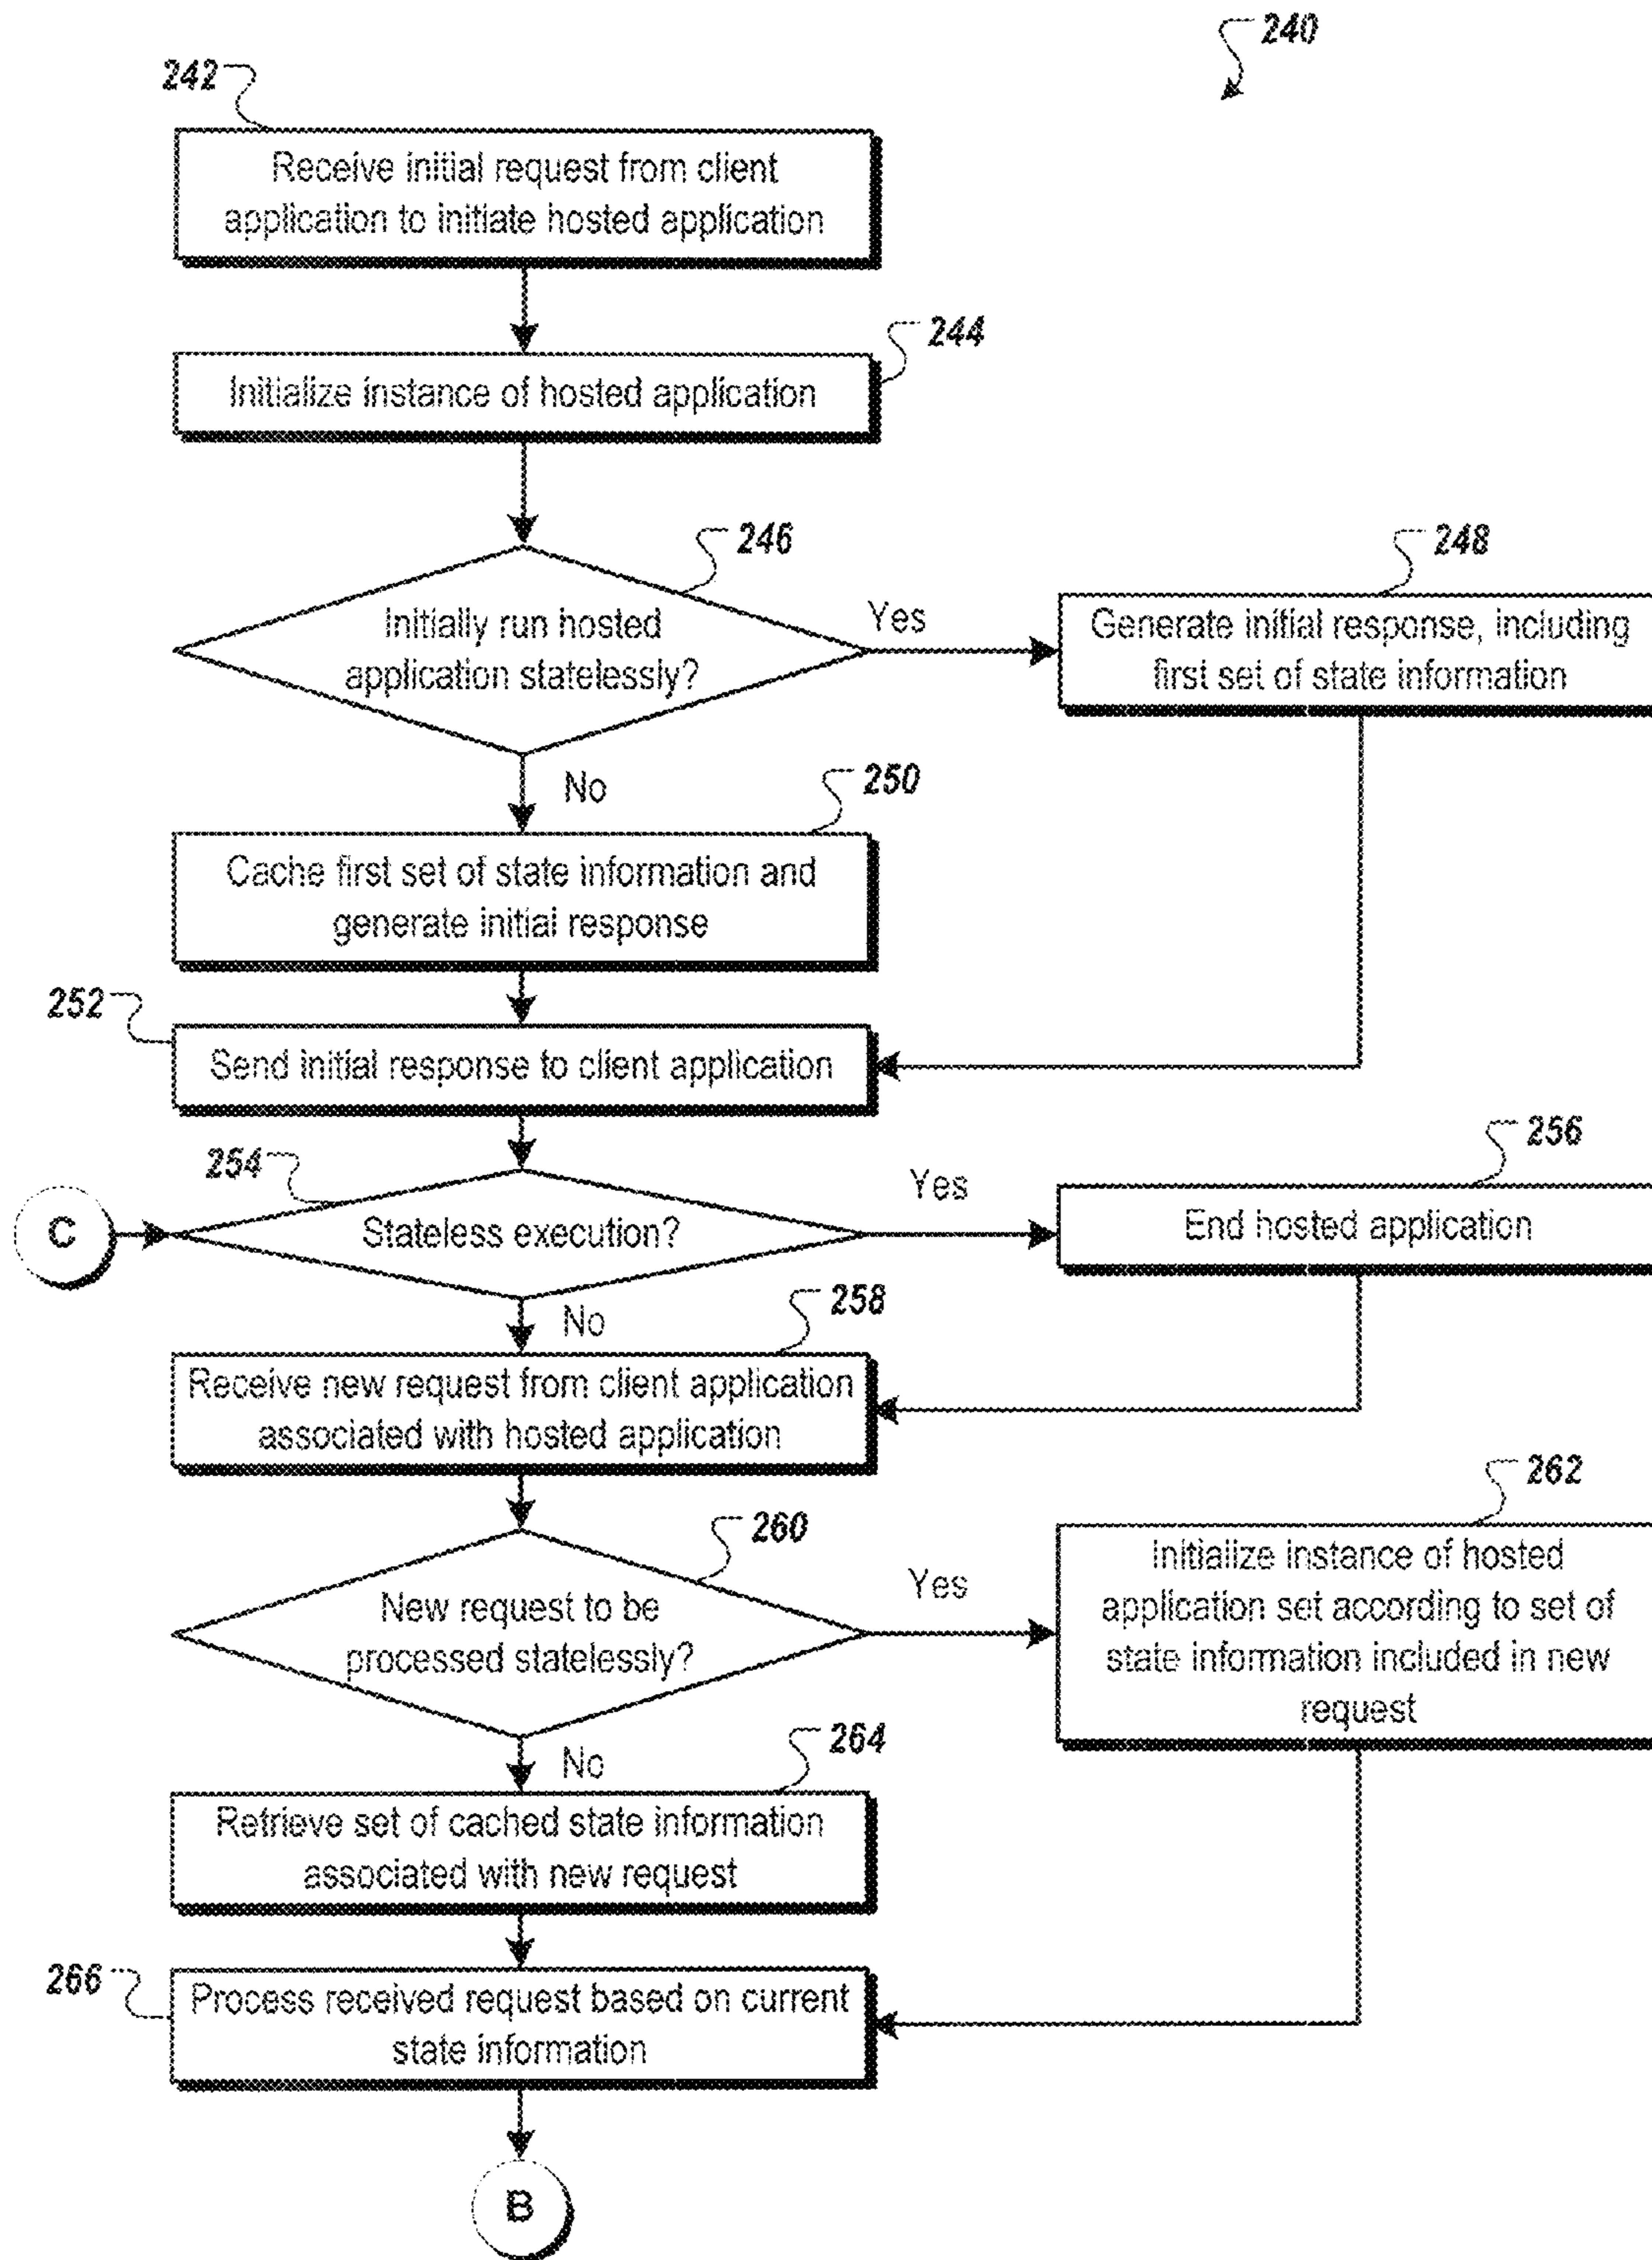 240
242
Receive initial request from client
application to initiate hosted application
244
Initialize instance of hosted application
246
Initially run hosted
application statelessly?
Yes
248
Generate initial response, including
first set of state information
No
250
Cache first set of state information and
generate initial response
252
Send initial response to client application
254
C
Stateless execution?
Yes
256
End hosted application
No
258
Receive new request from client application
associated with hosted application
260
New request to be
processed statelessly?
Yes
262
Initialize instance of hosted
application set according to set of
state information included in new
request
No
264
Retrieve set of cached state information
associated with new request
266
Process received request based on current
state information
B